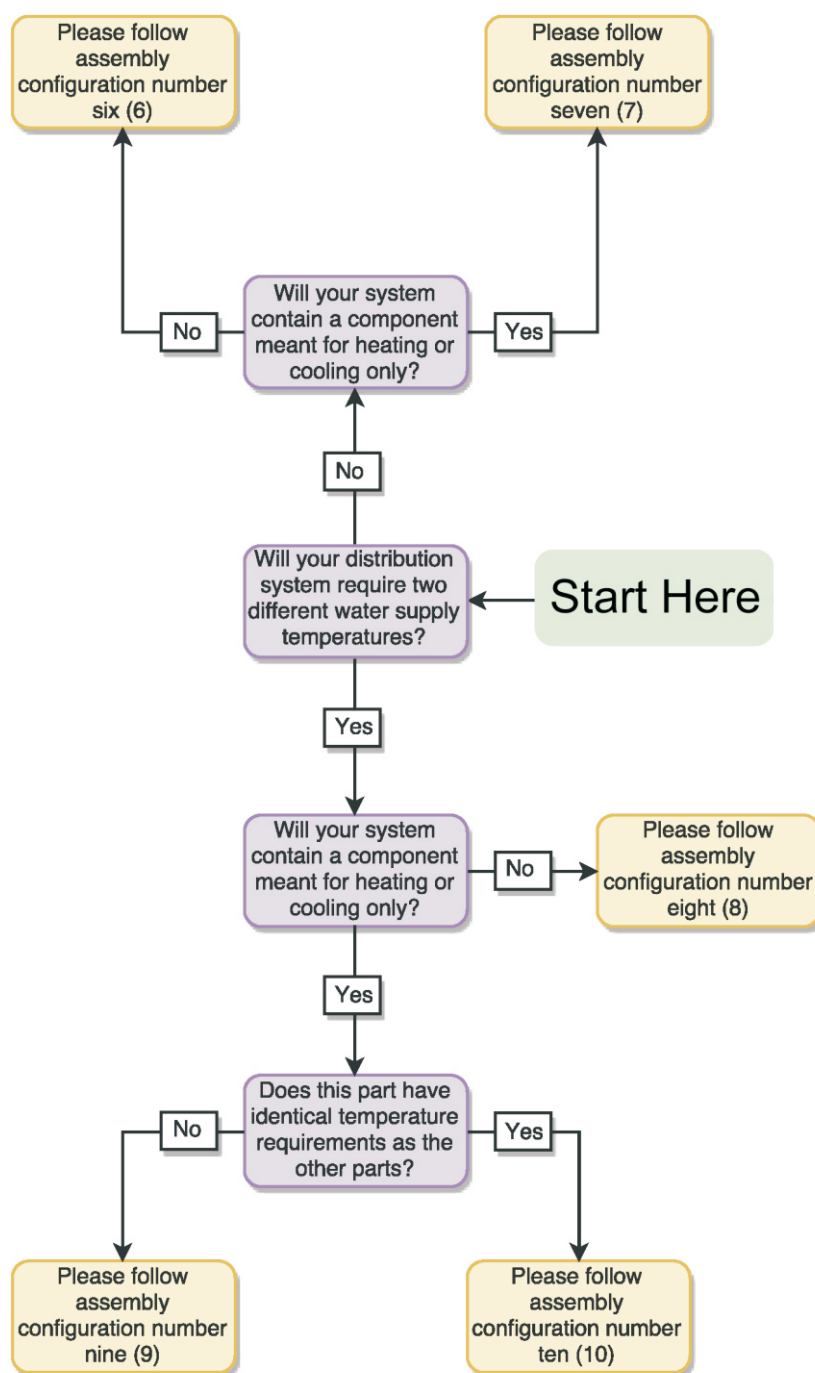 Please follow
assembly
configuration number
six (6)
Please follow
assembly
configuration number
seven (7)
Will your system
contain a component
meant for heating or
cooling only?
No
Yes
No
Will your distribution
system require two
different water supply
temperatures?
Start Here
Yes
Will your system
contain a component
meant for heating or
cooling only?
No
Please follow
assembly
configuration number
eight (8)
Yes
Does this part have
identical temperature
requirements as the
other parts?
No
Yes
Please follow
assembly
configuration number
nine (9)
Please follow
assembly
configuration number
ten (10)